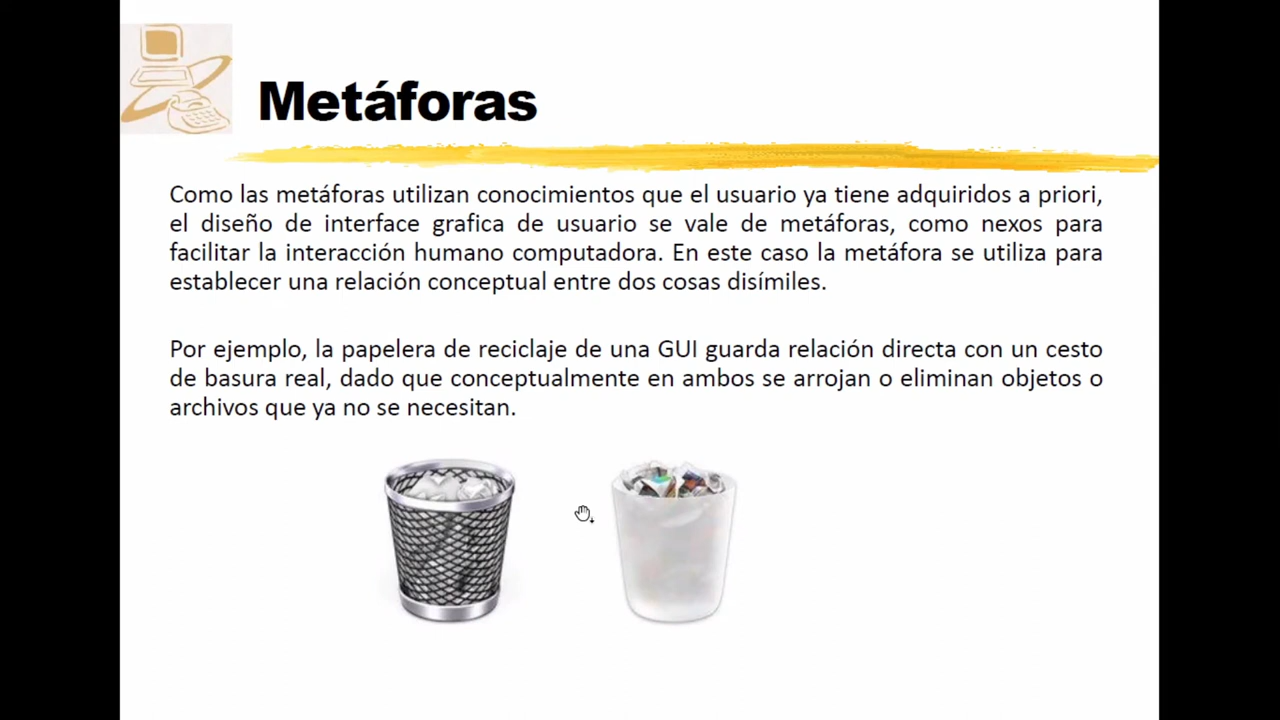 Metáforas
Como las metáforas utilizan conocimientos que el usuario ya tiene adquiridos a priori,
el diseño de interface grafica de usuario se vale de metáforas, como nexos para
facilitar la interacción humano computadora. En este caso la metáfora se utiliza para
establecer una relación conceptual entre dos cosas disímiles.
Por ejemplo, la papelera de reciclaje de una GUI guarda relación directa con un cesto
de basura real, dado que conceptualmente en ambos se arrojan o eliminan objetos o
archivos que ya no se necesitan.